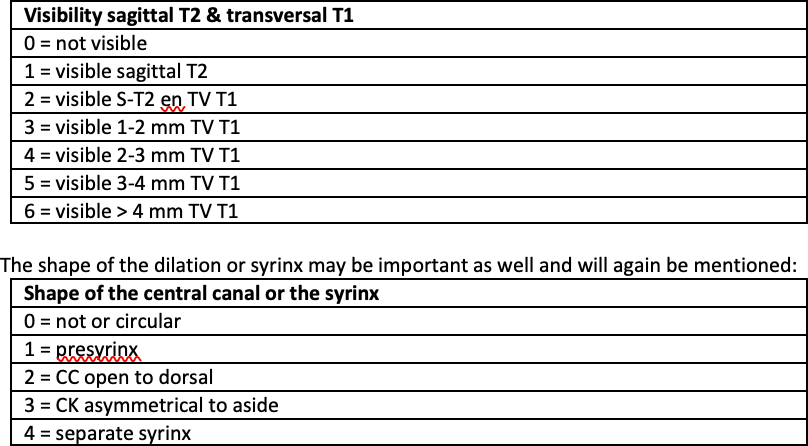 Visibility sagittal T2 & transversal T1
0 = not visible
1 = visible sagittal T2
2 = visible S-T2 en TV T1
3 = visible 1-2 mm TV T1
4 = visible 2-3 mm TV T1
5 = visible 3-4 mm TV T1
6 = visible > 4 mm TV T1
The shape of the dilation or syrinx may be important as well and will again be mentioned:
Shape of the central canal or the syrinx
0 = not or circular
1 = presyrinx
2 = CC open to dorsal
3 = CK asymmetrical to aside
4 = separate syrinx